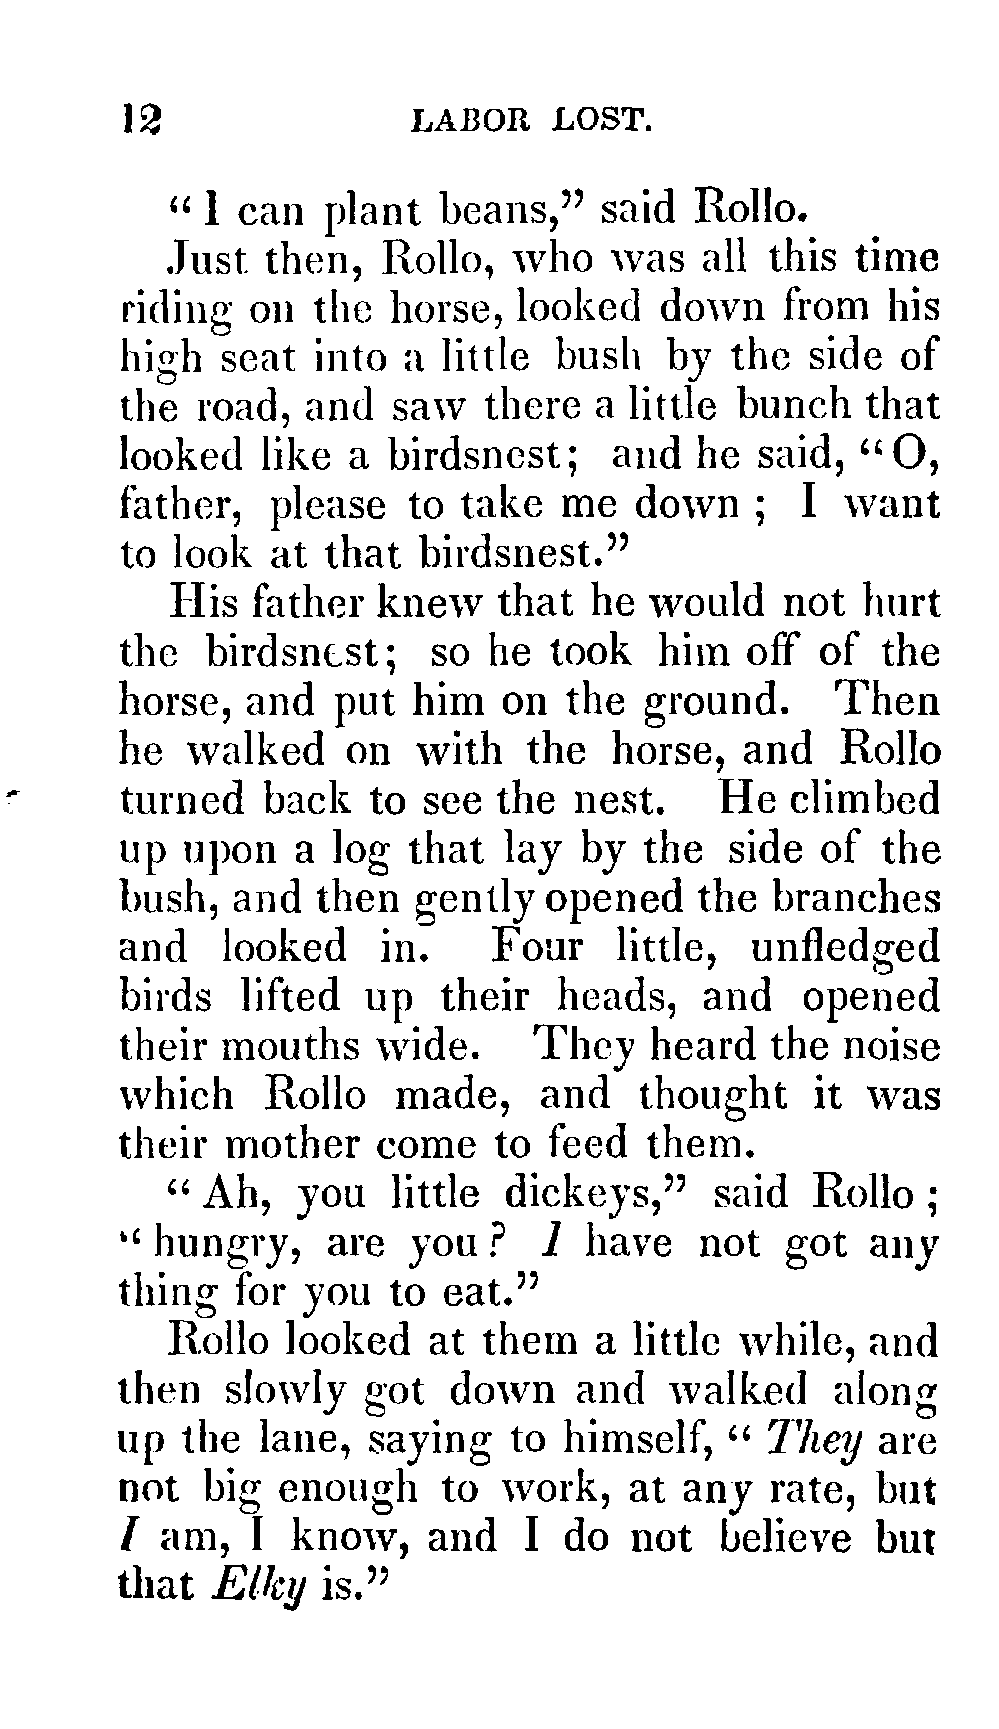 12 LABOR LOST.
“I can plant beans,” said Rollo.
Just then, Rollo, who was all this time
riding on the horse, looked down from his
high seat into a little bush by the side of
the road, and saw there a little bunch that
looked like a birdsnest; and he said, “O,
father, please to take me down ; I want
to look at that birdsnest.”
His father knew that he would not hurt
the birdsnest; so he took him off of the
horse, and put him on the ground. Then
he walked on with the horse, and Rollo
turned back to see the nest. He climbed
up upon a log that lay by the side of the
bush, and then gently opened the branches
and looked in. Four little, unfledged
birds lifted up their heads, and opened
their mouths wide. They heard the noise
which Rollo made, and thought it was
their mother come to feed them.
“Ah, you little dickeys,” said Rollo ;
“hungry, are you? I have not got any
thing for you to eat.”
Rollo looked at them a little while, and
then slowly got down and walked along
up the lane, saying to himself, “They are
not big enough to work, at any rate, but
I am, I know, and I do not believe but
that Elky is.”